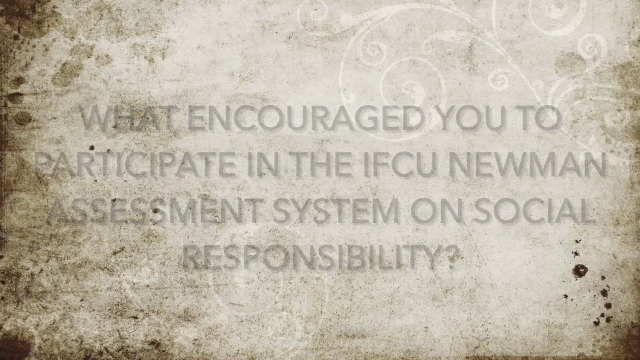 WHAT ENCOURAGED YOU TO
PARTICIPATE IN THE IFCU NEWMAN
ASSESSMENT SYSTEM ON SOCIAL
RESPONSIBILITY?